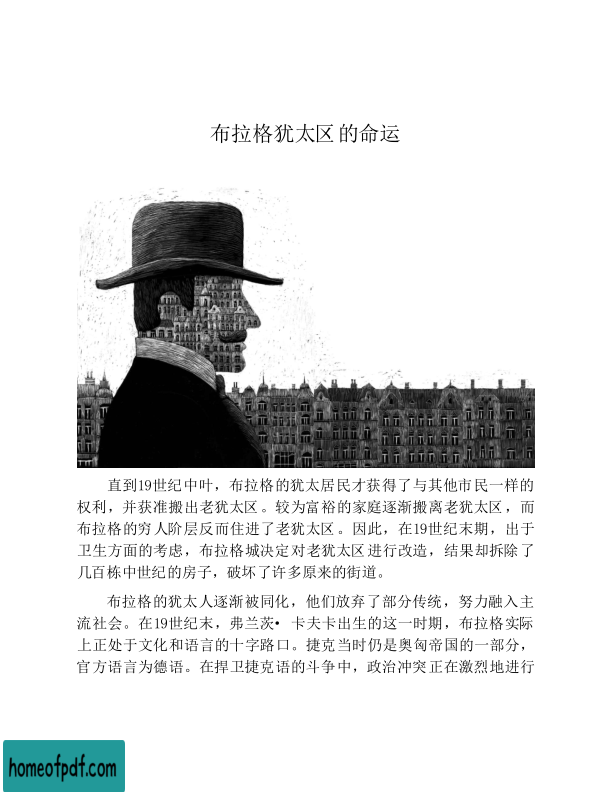 布拉格犹太区的命运
直到19世纪中叶，布拉格的犹太居民才获得了与其他市民一样的
权利，并获准搬出老犹太区。较为富裕的家庭逐渐搬离老犹太区，而
布拉格的穷人阶层反而住进了老犹太区。因此，在19世纪末期，出于
卫生方面的考虑，布拉格城决定对老犹太区进行改造，结果却拆除了
几百栋中世纪的房子，破坏了许多原来的街道。
布拉格的犹太人逐渐被同化，他们放弃了部分传统，努力融入主
流社会。在19世纪末，弗兰茨•卡夫卡出生的这一时期，布拉格实际
上正处于文化和语言的十字路口。捷克当时仍是奥匈帝国的一部分，
官方语言为德语。在捍卫捷克语的斗争中，政治冲突正在激烈地进行
homeofpdf.com